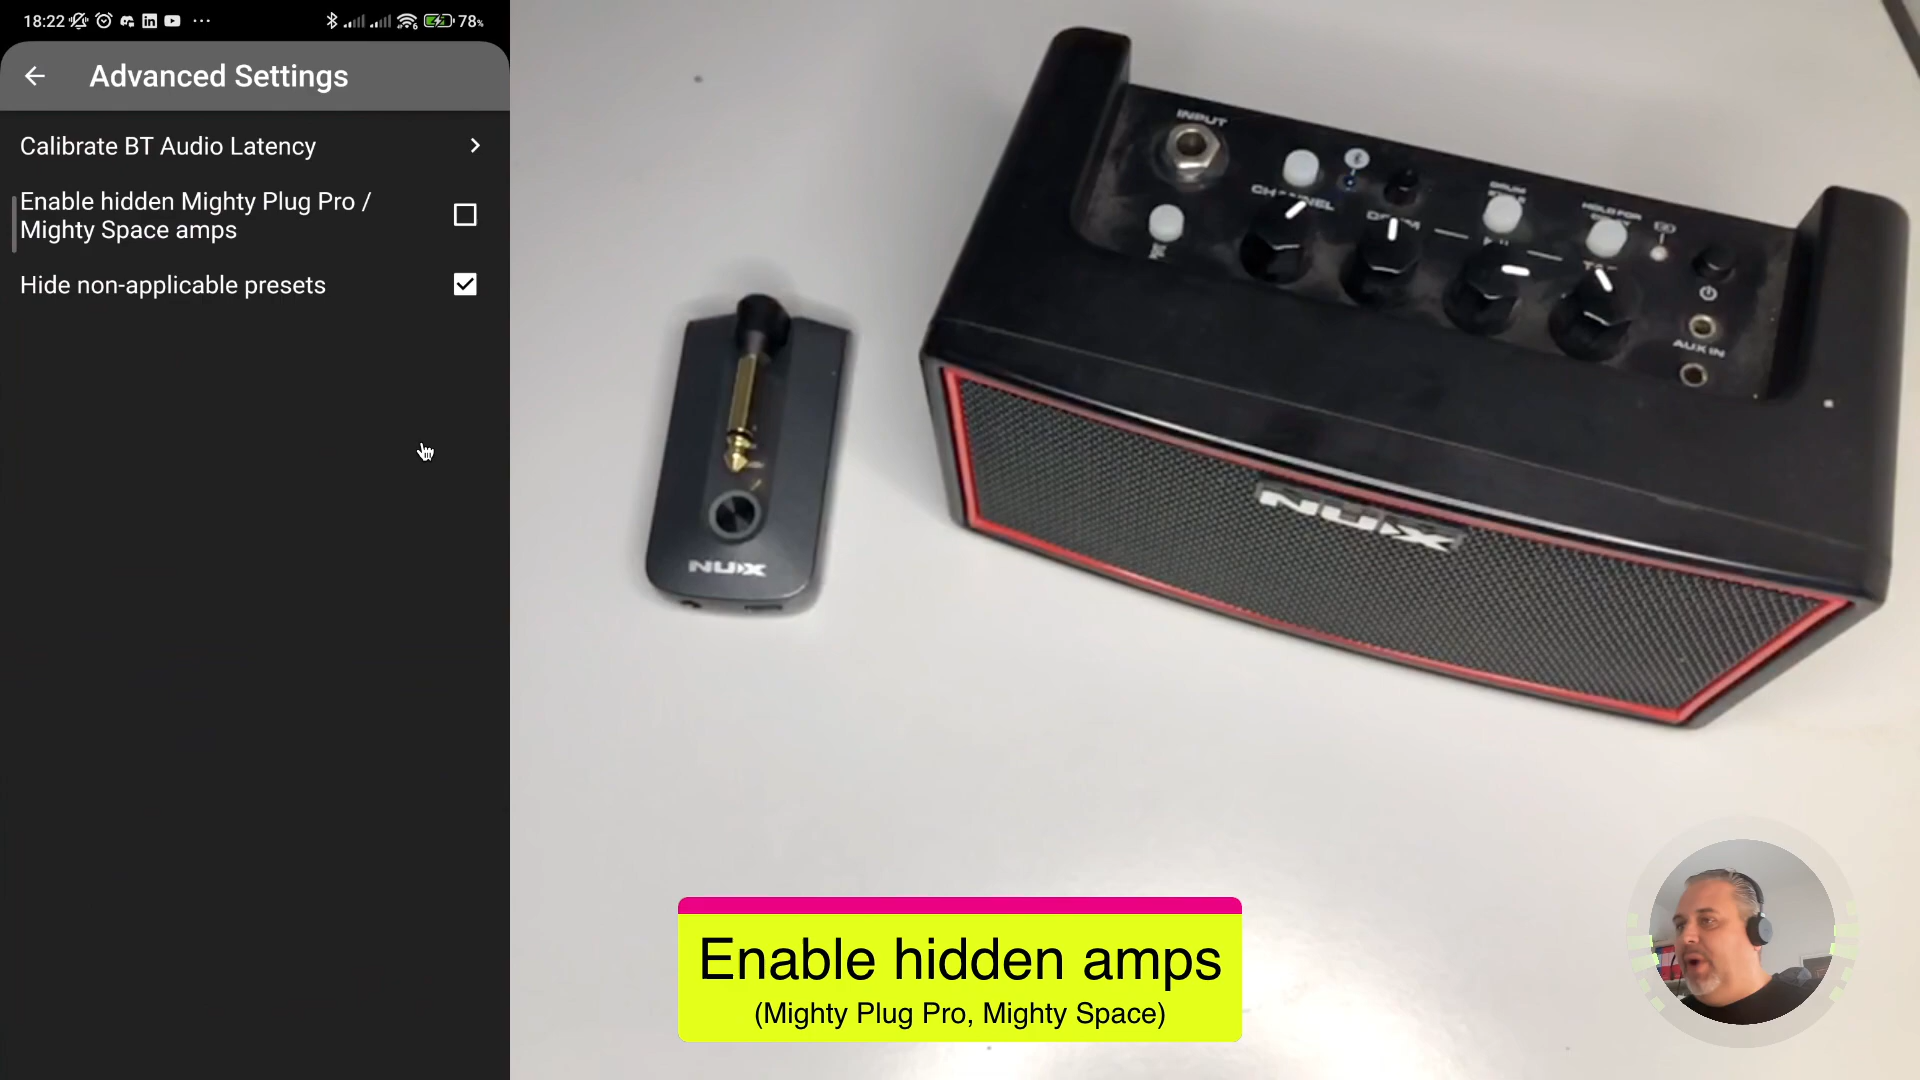 18:22
78%
Advanced Settings
Calibrate BT Audio Latency
Enable hidden Mighty Plug Pro /
Mighty Space amps
Hide non-applicable presets
INPUT
CHANNEL
AUX IN
NUX
NUX
Enable hidden amps
(Mighty Plug Pro, Mighty Space)